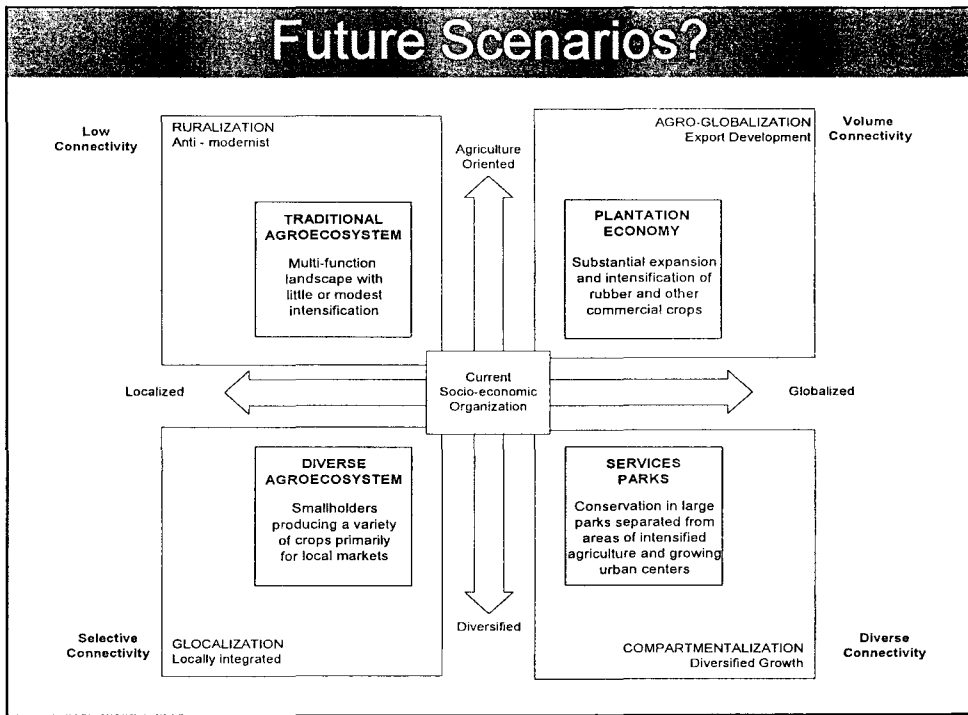 Future Scenarios?
Low
Connectivity
RURALIZATION
Anti - modernist
Agriculture
Oriented
AGRO-GLOBALIZATION
Export Development
Volume
Connectivity
TRADITIONAL
AGROECOSYSTEM
Multi-function
landscape with
little or modest
intensification
PLANTATION
ECONOMY
Substantial expansion
and intensification of
rubber and other
commercial crops
Localized
Current
Socio-economic
Organization
Globalized
DIVERSE
AGROECOSYSTEM
Smallholders
producing a variety
of crops primarily
for local markets
SERVICES
PARKS
Conservation in large
parks separated from
areas of intensified
agriculture and growing
urban centers
Selective
Connectivity
GLOCALIZATION
Locally integrated
Diversified
COMPARTMENTALIZATION
Diversified Growth
Diverse
Connectivity